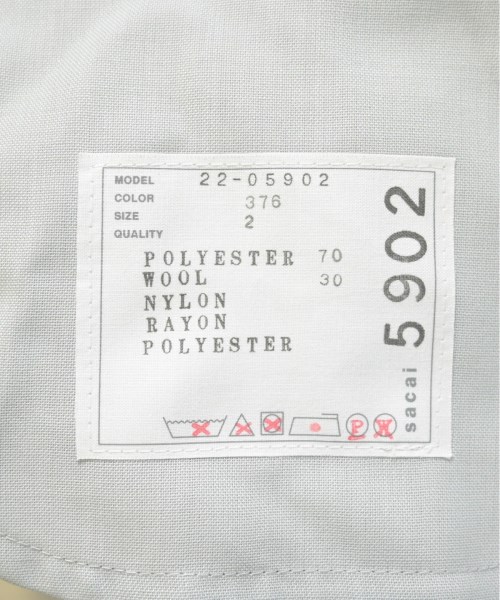 MODEL 22-05902
COLOR 376
SIZE 2
QUALITY
POLYESTER 70
WOOL 30
NYLON
RAYON
POLYESTER
P W
sacai 5902